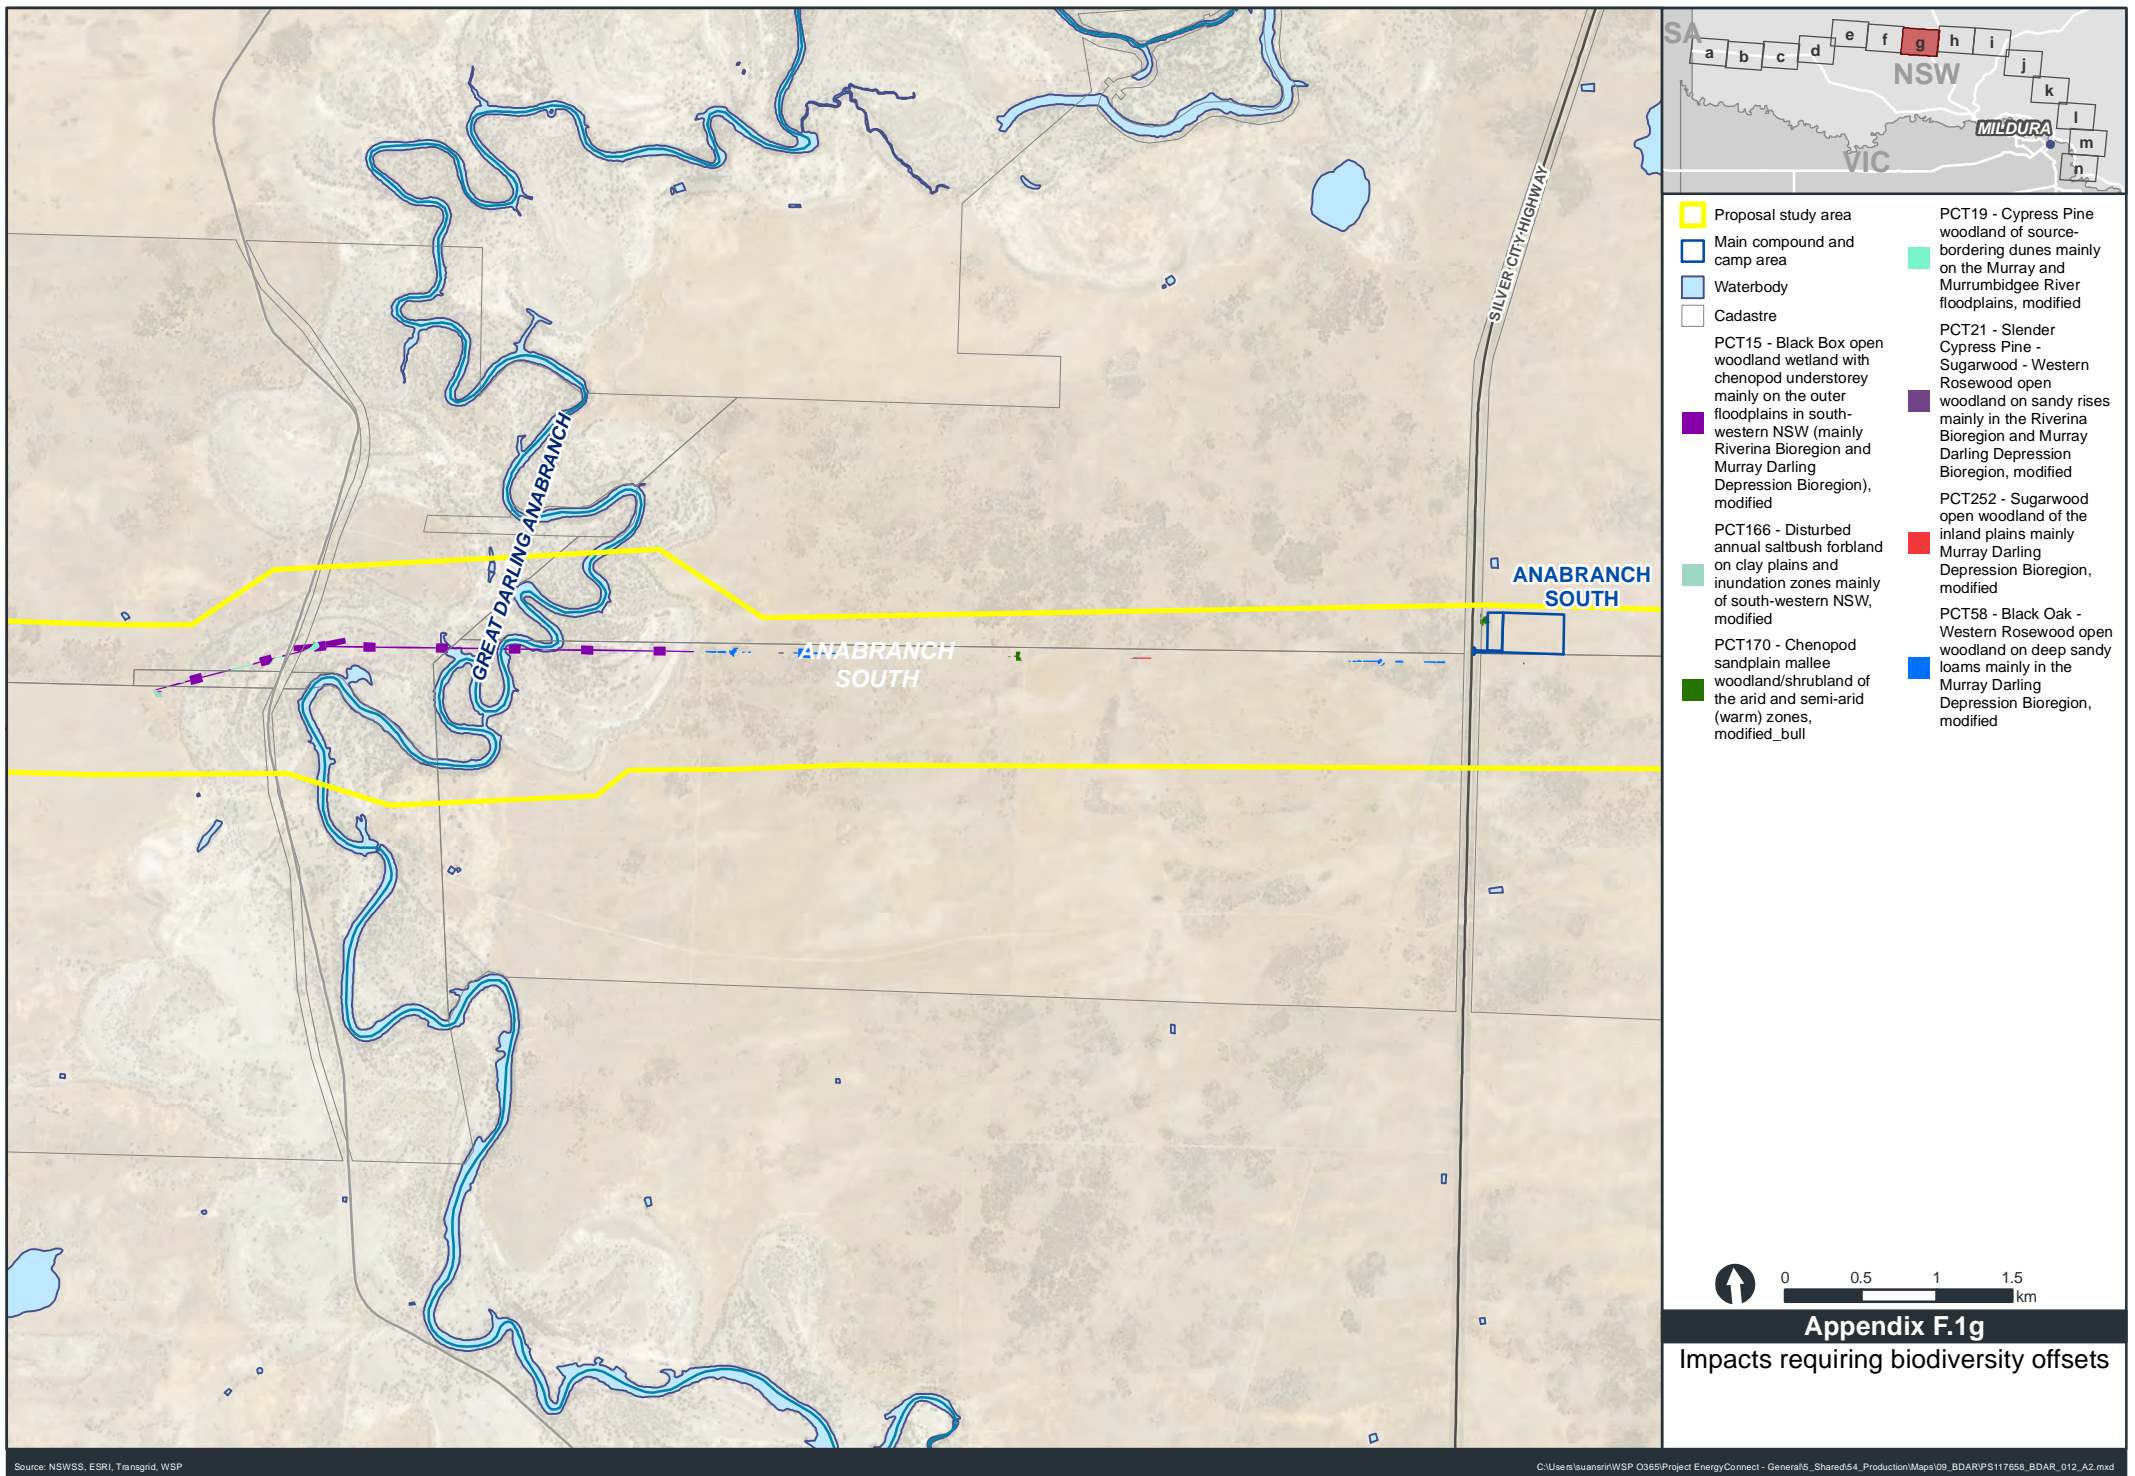 SA
a
b
c
d
e
f
g
h
i
j
k
l
m
n
NSW
MILDURA
VIC
SILVER CITY HIGHWAY
GREAT DARLING ANABRANCH
ANABRANCH
SOUTH
ANABRANCH
SOUTH
Proposal study area
Main compound and
camp area
Waterbody
Cadastre
PCT15 - Black Box open
woodland wetland with
chenopod understorey
mainly on the outer
floodplains in south-
western NSW (mainly
Riverina Bioregion and
Murray Darling
Depression Bioregion),
modified
PCT166 - Disturbed
annual saltbush forbland
on clay plains and
inundation zones mainly
of south-western NSW,
modified
PCT170 - Chenopod
sandplain mallee
woodland/shrubland of
the arid and semi-arid
(warm) zones,
modified_bull
PCT19 - Cypress Pine
woodland of source-
bordering dunes mainly
on the Murray and
Murrumbidgee River
floodplains, modified
PCT21 - Slender
Cypress Pine -
Sugarwood - Western
Rosewood open
woodland on sandy rises
mainly in the Riverina
Bioregion and Murray
Darling Depression
Bioregion, modified
PCT252 - Sugarwood
open woodland of the
inland plains mainly
Murray Darling
Depression Bioregion,
modified
PCT58 - Black Oak -
Western Rosewood open
woodland on deep sandy
loams mainly in the
Murray Darling
Depression Bioregion,
modified
0 0.5 1 1.5
km
Appendix F.1g
Impacts requiring biodiversity offsets
Source: NSWSS, ESRI, Transgrid, WSP
C:\Users\suansrir\WSP O365\Project EnergyConnect - General\5_Shared\54_Production\Maps\09_BDAR\PS117658_BDAR_012_A2.mxd